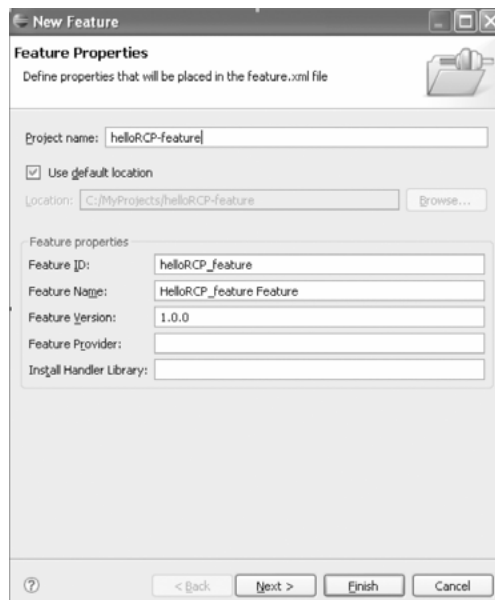 New Feature
Feature Properties
Define properties that will be placed in the feature.xml file
Project name: helloRCP-feature
Use default location
Location: C:/MyProjects/helloRCP-feature Browse...
Feature properties
Feature ID: helloRCP_feature
Feature Name: HelloRCP_feature Feature
Feature Version: 1.0.0
Feature Provider:
Install Handler Library:
? < Back Next > Finish Cancel